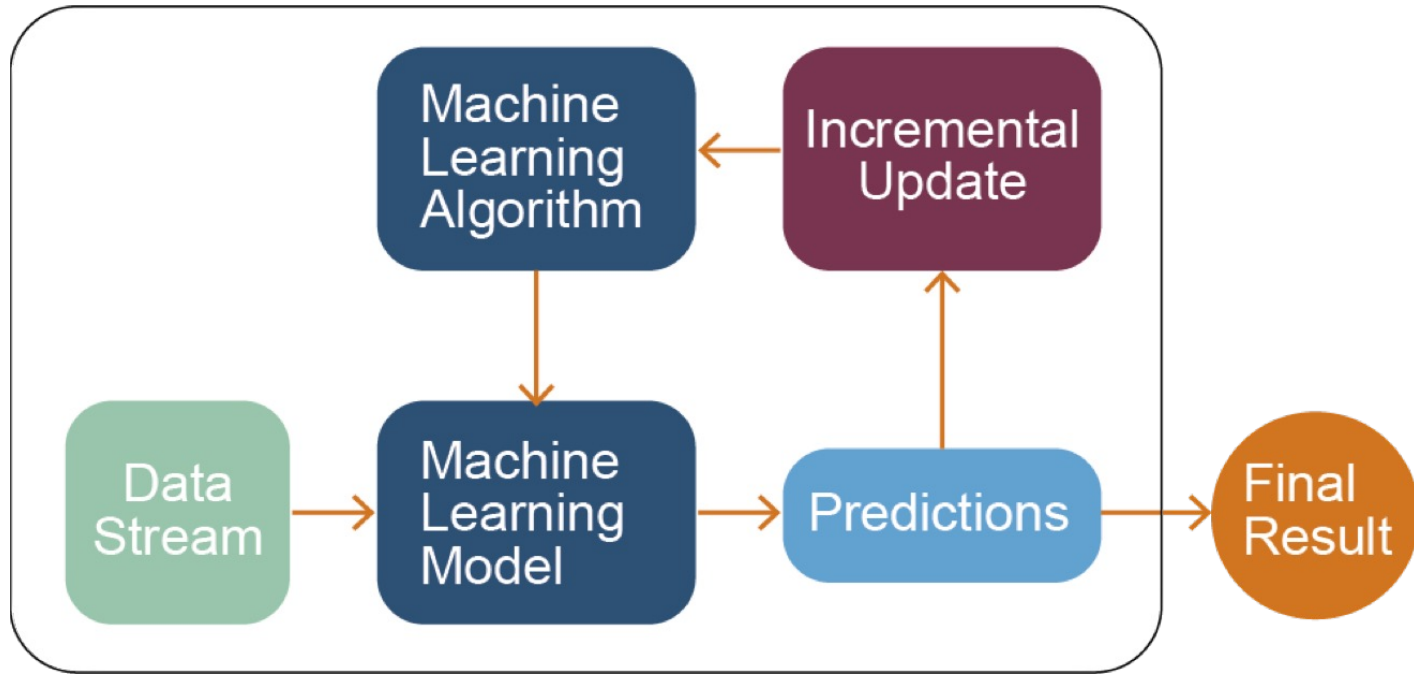 Machine
Learning
Algorithm
Incremental
Update
Data
Stream
Machine
Learning
Model
Predictions
Final
Result